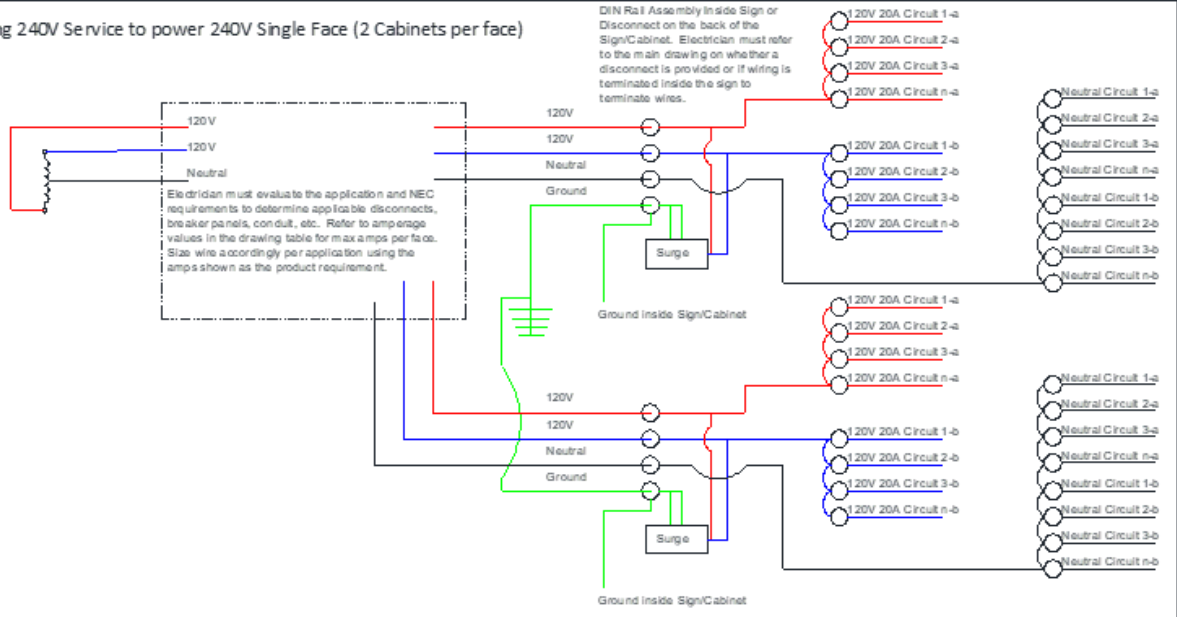 g 240V Service to power 240V Single Face (2 Cabinets per face)
DIN Rail Assembly Inside Sign or
Disconnect on the back of the
Sign/Cabinet. Electrician must refer
to the main drawing on whether a
disconnect is provided or if wiring is
terminated inside the sign to
terminate wires.
120V
120V
Neutral
Electrician must evaluate the application and NEC
requirements to determine applicable disconnects,
breaker panels, conduit, etc. Refer to amperage
values in the drawing table for max amps per face.
Size wire accordingly per application using the
amps shown as the product requirement.
120V
120V
Neutral
Ground
Surge
Ground Inside Sign/Cabinet
120V 20A Circuit 1-a
120V 20A Circuit 2-a
120V 20A Circuit 3-a
120V 20A Circuit n-a
120V 20A Circuit 1-b
120V 20A Circuit 2-b
120V 20A Circuit 3-b
120V 20A Circuit n-b
Neutral Circuit 1-a
Neutral Circuit 2-a
Neutral Circuit 3-a
Neutral Circuit n-a
Neutral Circuit 1-b
Neutral Circuit 2-b
Neutral Circuit 3-b
Neutral Circuit n-b
120V
120V
Neutral
Ground
Surge
Ground Inside Sign/Cabinet
120V 20A Circuit 1-a
120V 20A Circuit 2-a
120V 20A Circuit 3-a
120V 20A Circuit n-a
120V 20A Circuit 1-b
120V 20A Circuit 2-b
120V 20A Circuit 3-b
120V 20A Circuit n-b
Neutral Circuit 1-a
Neutral Circuit 2-a
Neutral Circuit 3-a
Neutral Circuit n-a
Neutral Circuit 1-b
Neutral Circuit 2-b
Neutral Circuit 3-b
Neutral Circuit n-b